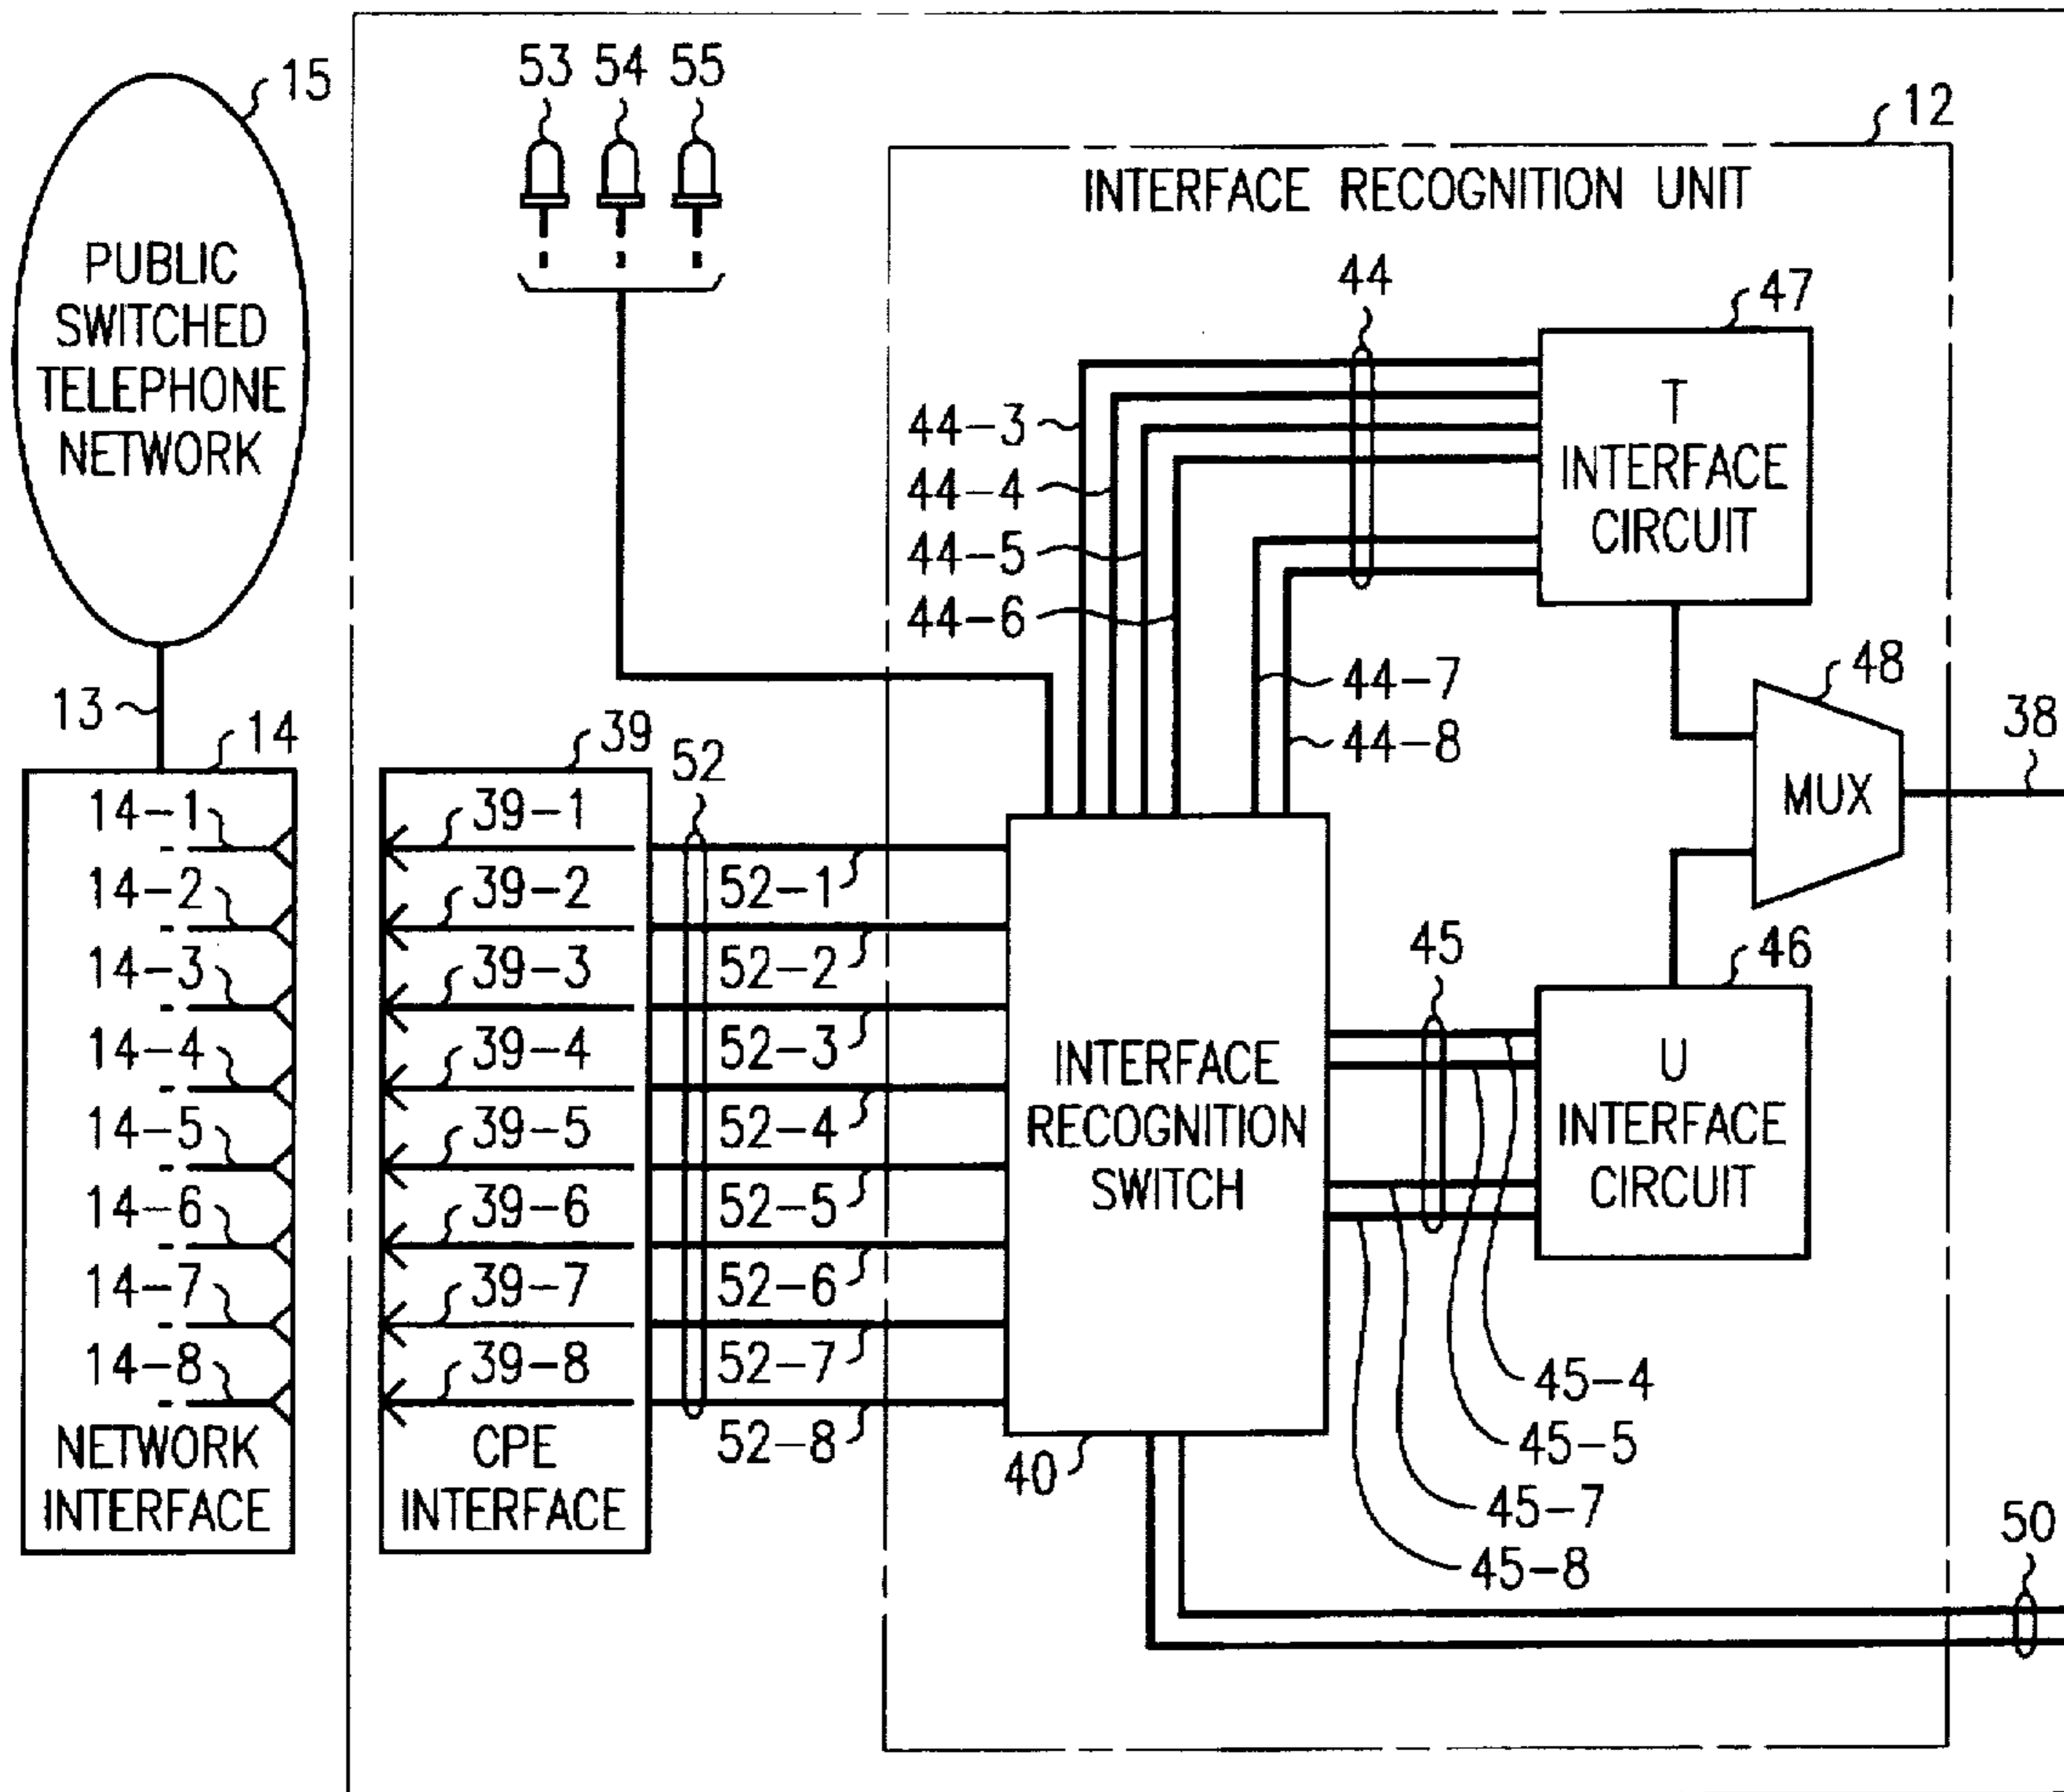 53 54 55
15
12
INTERFACE RECOGNITION UNIT
PUBLIC
SWITCHED
TELEPHONE
NETWORK
44
47
T
INTERFACE
CIRCUIT
44-3
44-4
44-5
44-6
44-7
44-8
48
MUX
38
13
14
39
52
14-1
14-2
14-3
14-4
14-5
14-6
14-7
14-8
NETWORK
INTERFACE
39-1
39-2
39-3
39-4
39-5
39-6
39-7
39-8
CPE
INTERFACE
52-1
52-2
52-3
52-4
52-5
52-6
52-7
52-8
INTERFACE
RECOGNITION
SWITCH
40
45
46
U
INTERFACE
CIRCUIT
45-4
45-5
45-7
45-8
50